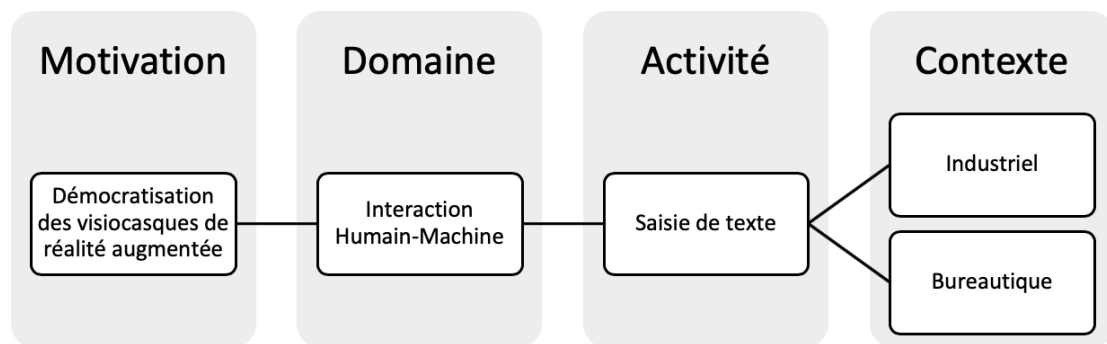 Motivation
Domaine
Activité
Contexte
Démocratisation
des visiocasques de
réalité augmentée
Interaction
Humain-Machine
Saisie de texte
Industriel
Bureautique